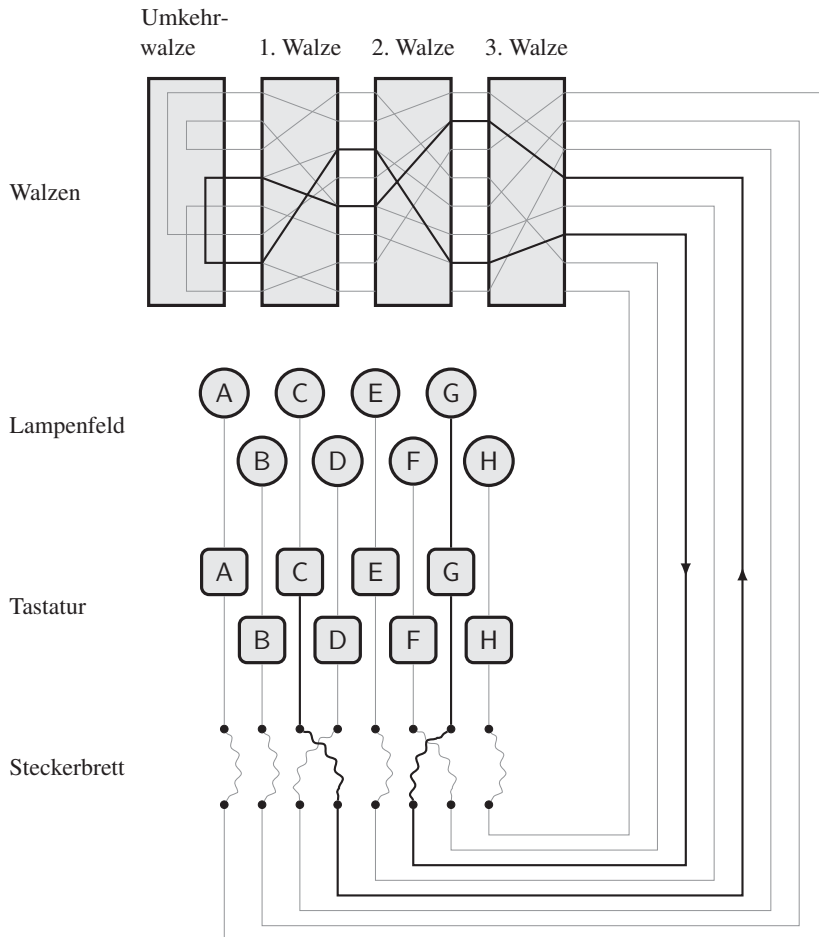 Umkehr-
walze 1. Walze 2. Walze 3. Walze
Walzen
A C E G
Lampenfeld
B D F H
A C E G
Tastatur
B D F H
Steckerbrett